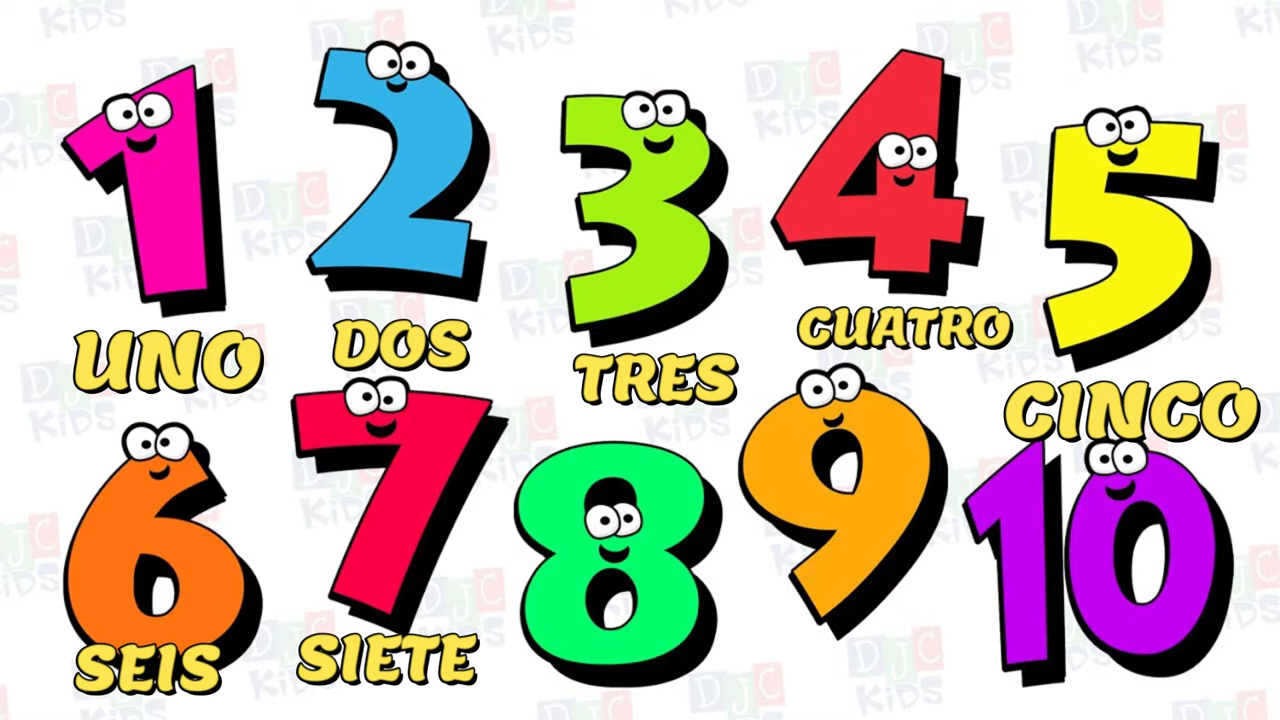 1 2 3 4 5
UNO DOS TRES CUATRO CINCO
6 7 8 9 10
SEIS SIETE
DJC KiDS